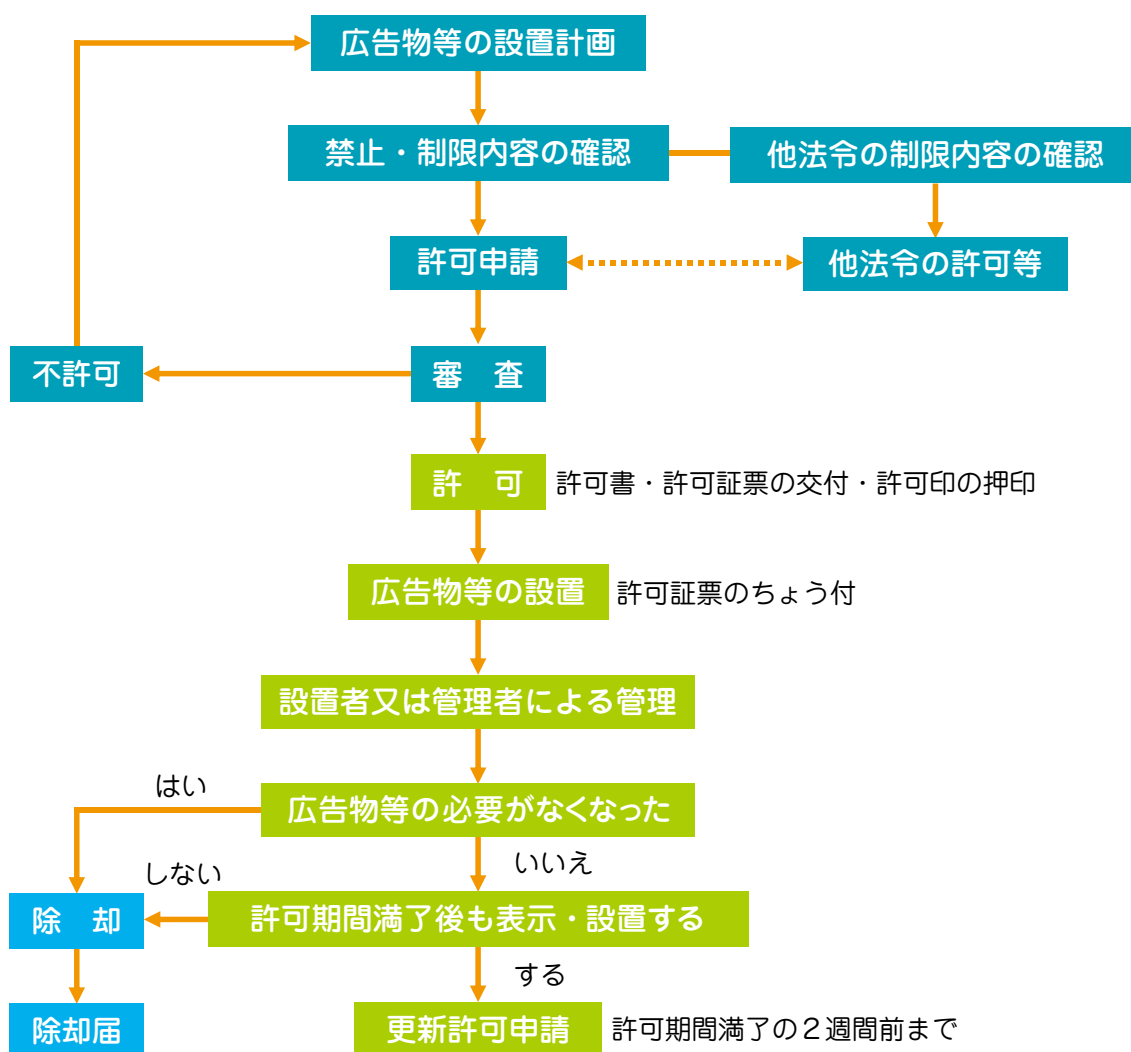 広告物等の設置計画
禁止・制限内容の確認
他法令の制限内容の確認
許可申請
他法令の許可等
不許可
審　査
許　可
許可書・許可証票の交付・許可印の押印
広告物等の設置
許可証票のちょう付
設置者又は管理者による管理
はい
広告物等の必要がなくなった
いいえ
しない
除　却
許可期間満了後も表示・設置する
する
除却届
更新許可申請
許可期間満了の２週間前まで